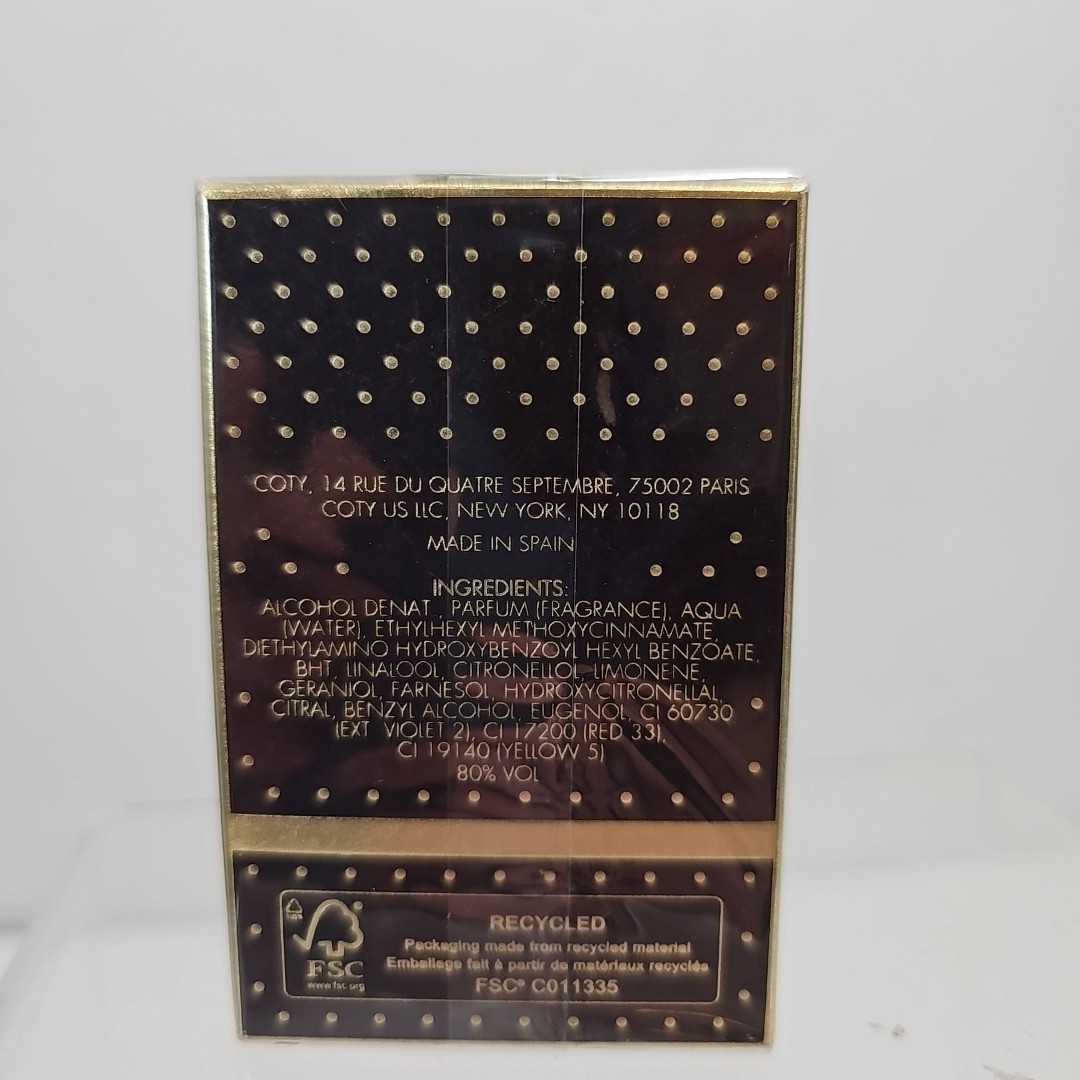 COTY, 14 RUE DU QUATRE SEPTEMBRE, 75002 PARIS
COTY US LLC, NEW YORK, NY 10118
MADE IN SPAIN
INGREDIENTS:
ALCOHOL DENAT., PARFUM (FRAGRANCE), AQUA
(WATER), ETHYLHEXYL METHOXYCINNAMATE,
DIETHYLAMINO HYDROXYBENZOYL HEXYL BENZOATE,
BHT, LINALOOL, CITRONELLOL, LIMONENE,
GERANIOL, FARNESOL, HYDROXYCITRONELLAL,
CITRAL, BENZYL ALCOHOL, EUGENOL, CI 60730
(EXT. VIOLET 2), CI 17200 (RED 33),
CI 19140 (YELLOW 5)
80% VOL
100%
FSC
www.fsc.org
RECYCLED
Packaging made from recycled material
Emballage fait à partir de matériaux recyclés
FSC® C011335